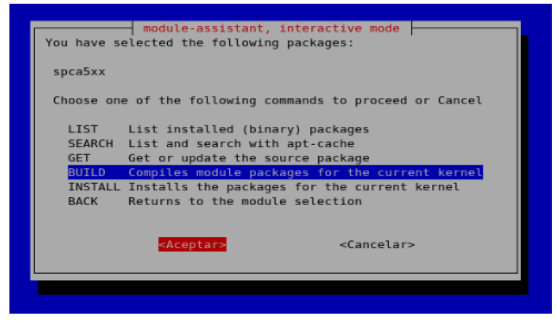 module-assistant, interactive mode
You have selected the following packages:
spca5xx
Choose one of the following commands to proceed or Cancel
LIST List installed (binary) packages
SEARCH List and search with apt-cache
GET Get or update the source package
BUILD Compiles module packages for the current kernel
INSTALL Installs the packages for the current kernel
BACK Returns to the module selection
<Aceptar> <Cancelar>